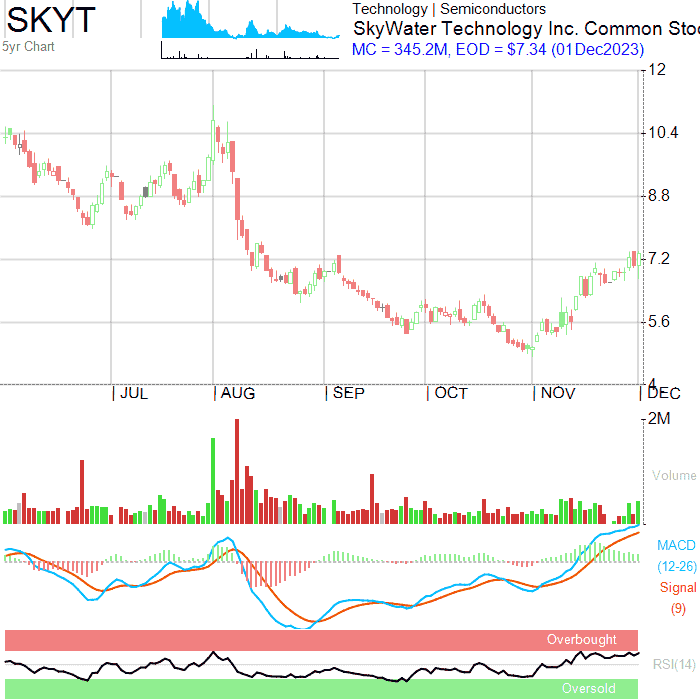 SKYT
5yr Chart
Technology | Semiconductors
SkyWater Technology Inc. Common Stoc
MC = 345.2M, EOD = $7.34 (01Dec2023)
12
10.4
8.8
7.2
5.6
4
JUL AUG SEP OCT NOV DEC
2M
Volume
MACD
(12-26)
Signal
(9)
Overbought
RSI(14)
Oversold